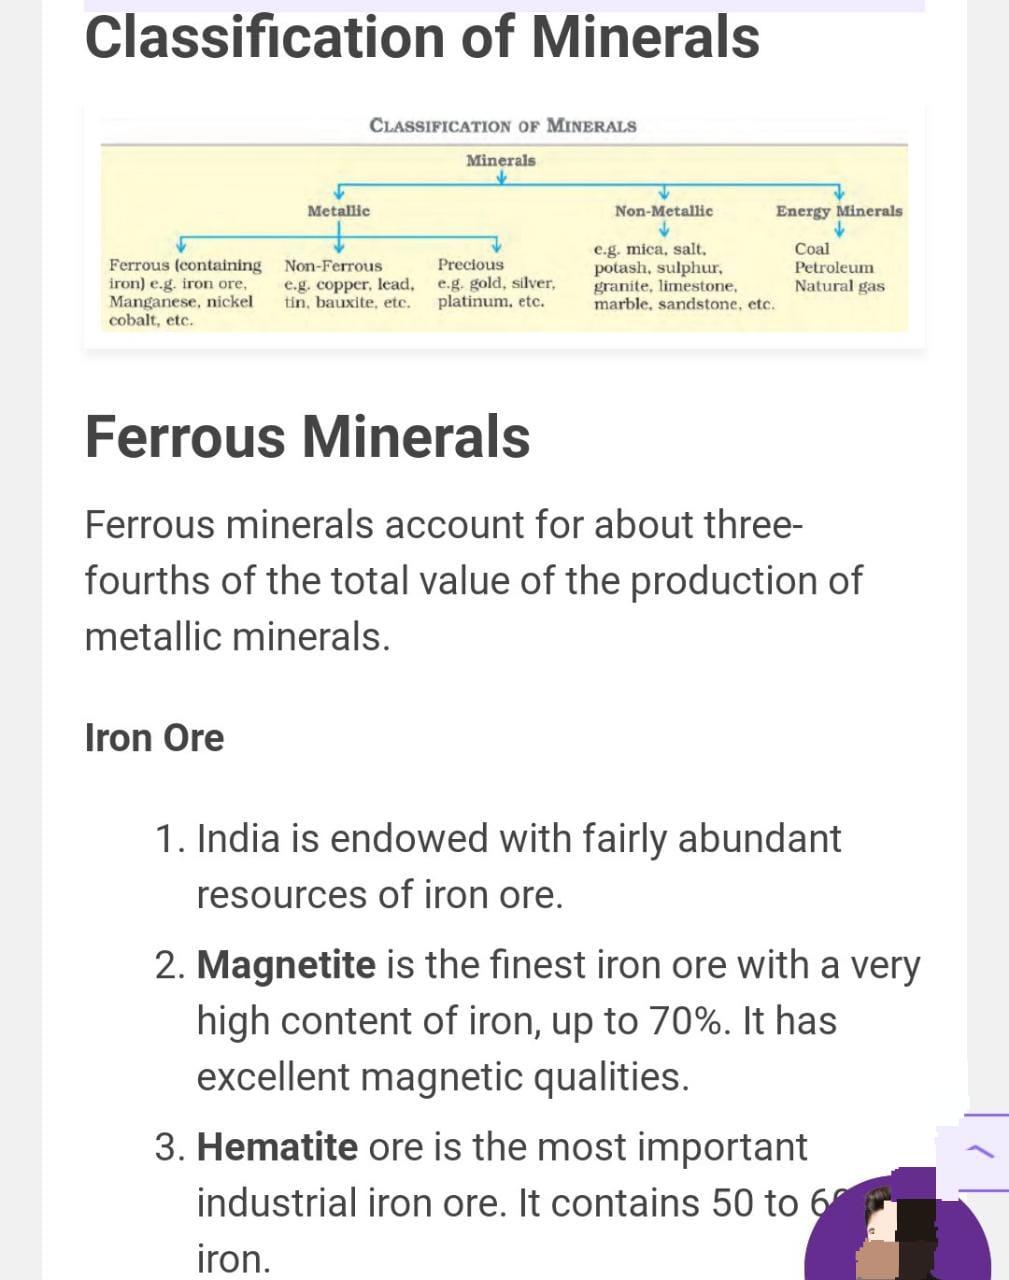 Classification of Minerals
CLASSIFICATION OF MINERALS
Minerals
Metallic
Non-Metallic
Energy Minerals
Ferrous (containing
iron) e.g. iron ore,
Manganese, nickel
cobalt, etc.
Non-Ferrous
e.g. copper, lead,
tin, bauxite, etc.
Precious
e.g. gold, silver,
platinum, etc.
e.g. mica, salt,
potash, sulphur,
granite, limestone,
marble, sandstone, etc.
Coal
Petroleum
Natural gas
Ferrous Minerals
Ferrous minerals account for about three-
fourths of the total value of the production of
metallic minerals.
Iron Ore
1. India is endowed with fairly abundant
resources of iron ore.
2. Magnetite is the finest iron ore with a very
high content of iron, up to 70%. It has
excellent magnetic qualities.
3. Hematite ore is the most important
industrial iron ore. It contains 50 to
iron.